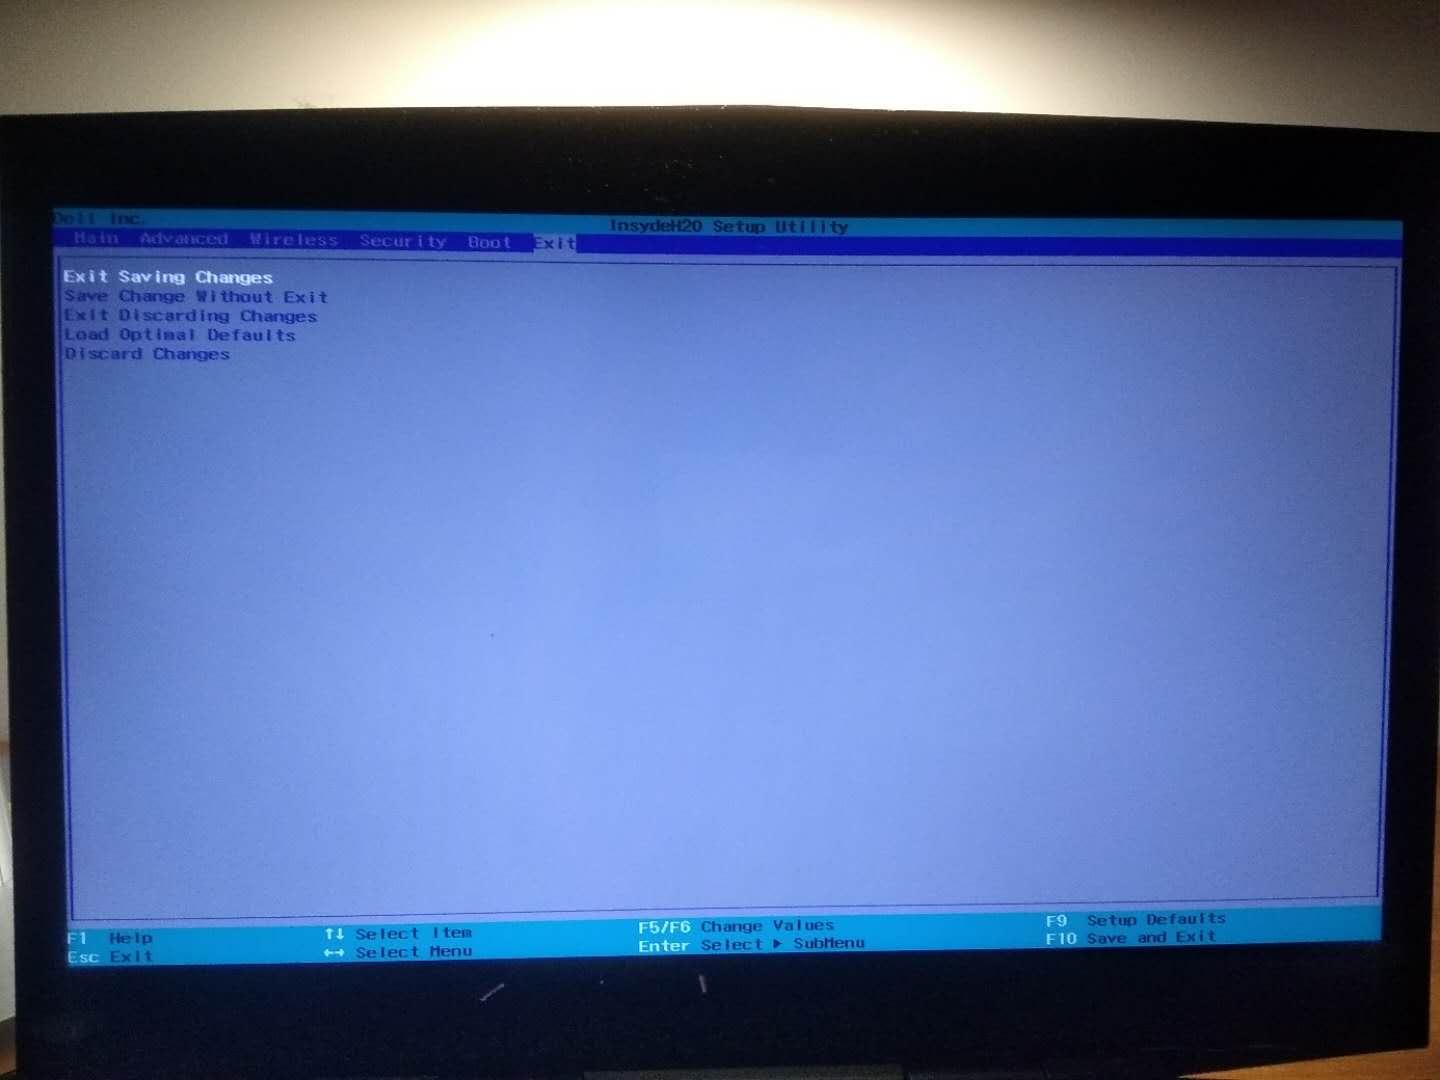 Dell Inc.
InsydeH20 Setup Utility
Main Advanced Wireless Security Boot Exit
Exit Saving Changes
Save Change Without Exit
Exit Discarding Changes
Load Optimal Defaults
Discard Changes
F1 Help ↑↓ Select Item F5/F6 Change Values F9 Setup Defaults
Esc Exit ↔ Select Menu Enter Select ▶ SubMenu F10 Save and Exit